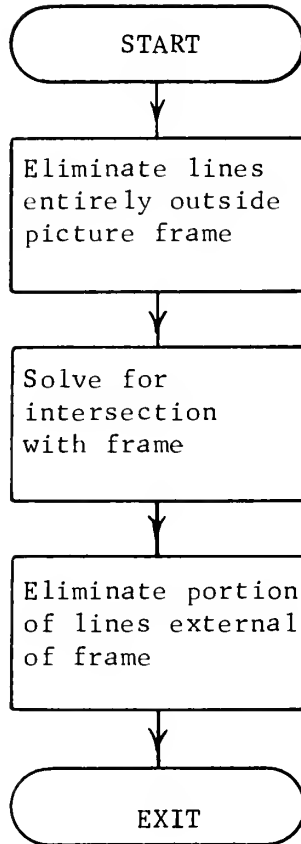 START
Eliminate lines
entirely outside
picture frame
Solve for
intersection
with frame
Eliminate portion
of lines external
of frame
EXIT